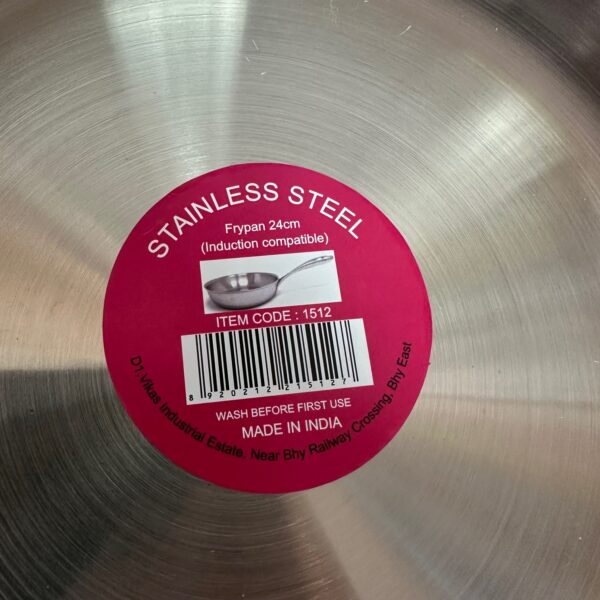 STAINLESS STEEL
Frypan 24cm
(Induction compatible)
ITEM CODE : 1512
8 920212 215127
WASH BEFORE FIRST USE
MADE IN INDIA
D1,Vikas Industrial Estate, Near Bhy Railway Crossing, Bhy East